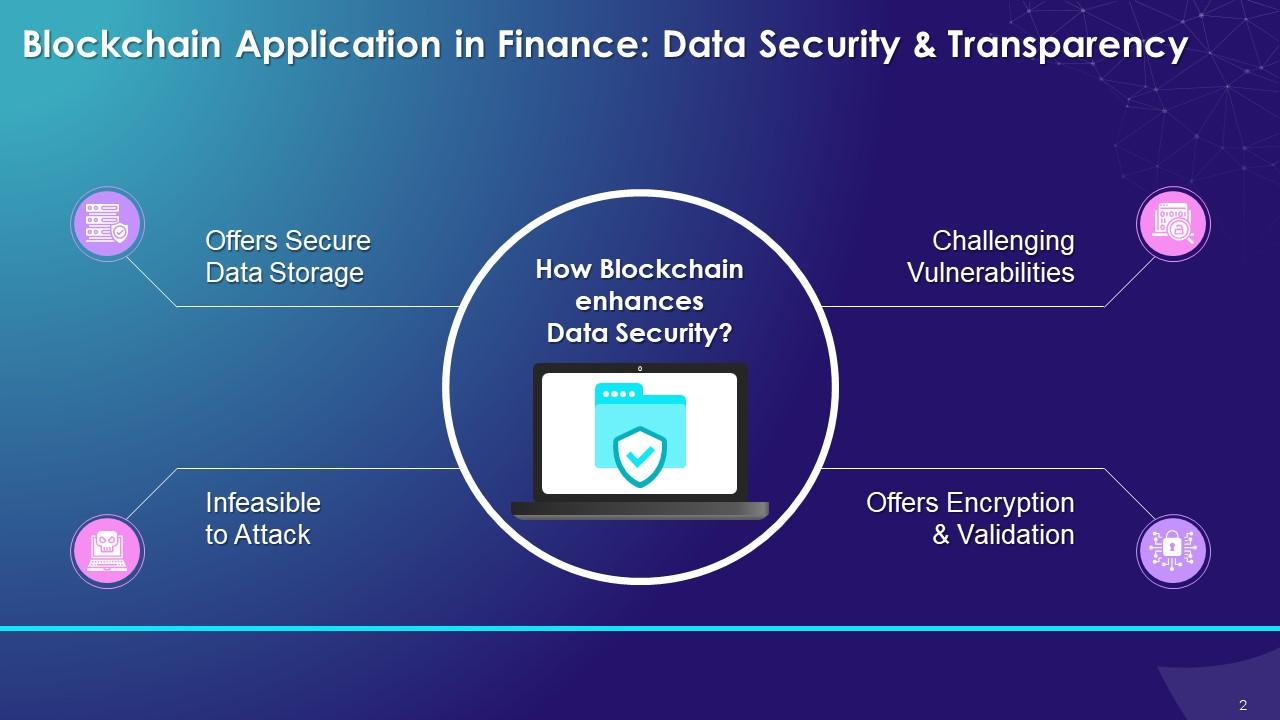 Blockchain Application in Finance: Data Security & Transparency
Offers Secure
Data Storage
How Blockchain
enhances
Data Security?
Challenging
Vulnerabilities
Infeasible
to Attack
Offers Encryption
& Validation
2